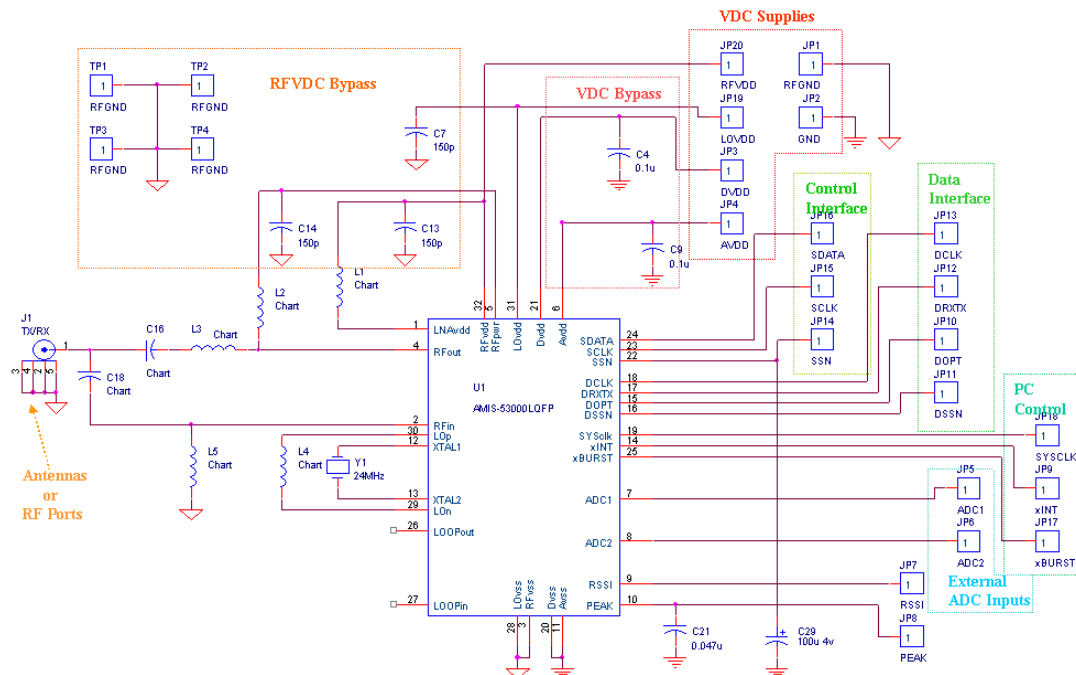 VDC Supplies
TP1
1
RFGND
TP2
1
RFGND
RFVDC Bypass
TP3
1
RFGND
TP4
1
RFGND
VDC Bypass
JP20
1
RFVDD
JP1
1
RFGND
JP19
1
LOVDD
JP2
1
GND
JP3
1
DVDD
JP4
1
AVDD
C7
150p
C4
0.1u
C9
0.1u
C14
150p
C13
150p
L1
Chart
L2
Chart
Control
Interface
JP16
1
SDATA
JP15
1
SCLK
JP14
1
SSN
Data
Interface
JP13
1
DCLK
JP12
1
DRXTX
JP10
1
DOPT
JP11
1
DSSN
PC
Control
JP18
1
SYSCLK
JP9
1
xINT
JP17
1
xBURST
J1
TX/RX
1
3
4
2
5
C16
Chart
L3
Chart
C18
Chart
L5
Chart
L4
Chart
Y1
24MHz
Antennas
or
RF Ports
U1
AMIS-53000LQFP
32
RFvdd
5
RFpwr
31
LOvdd
21
Dvdd
6
Avdd
1
LNAvdd
4
RFout
2
RFin
30
LOp
12
XTAL1
13
XTAL2
29
LOn
26
LOOPout
27
LOOPin
SDATA
24
SCLK
23
SSN
22
DCLK
18
DRXTX
17
DOPT
15
DSSN
16
SYSclk
19
xINT
14
xBURST
25
ADC1
7
ADC2
8
RSSI
9
PEAK
10
LOvss
28
RFvss
3
Dvss
20
Avss
11
JP5
1
ADC1
JP6
1
ADC2
External
ADC Inputs
JP7
1
RSSI
JP8
1
PEAK
C21
0.047u
+
C29
100u 4v